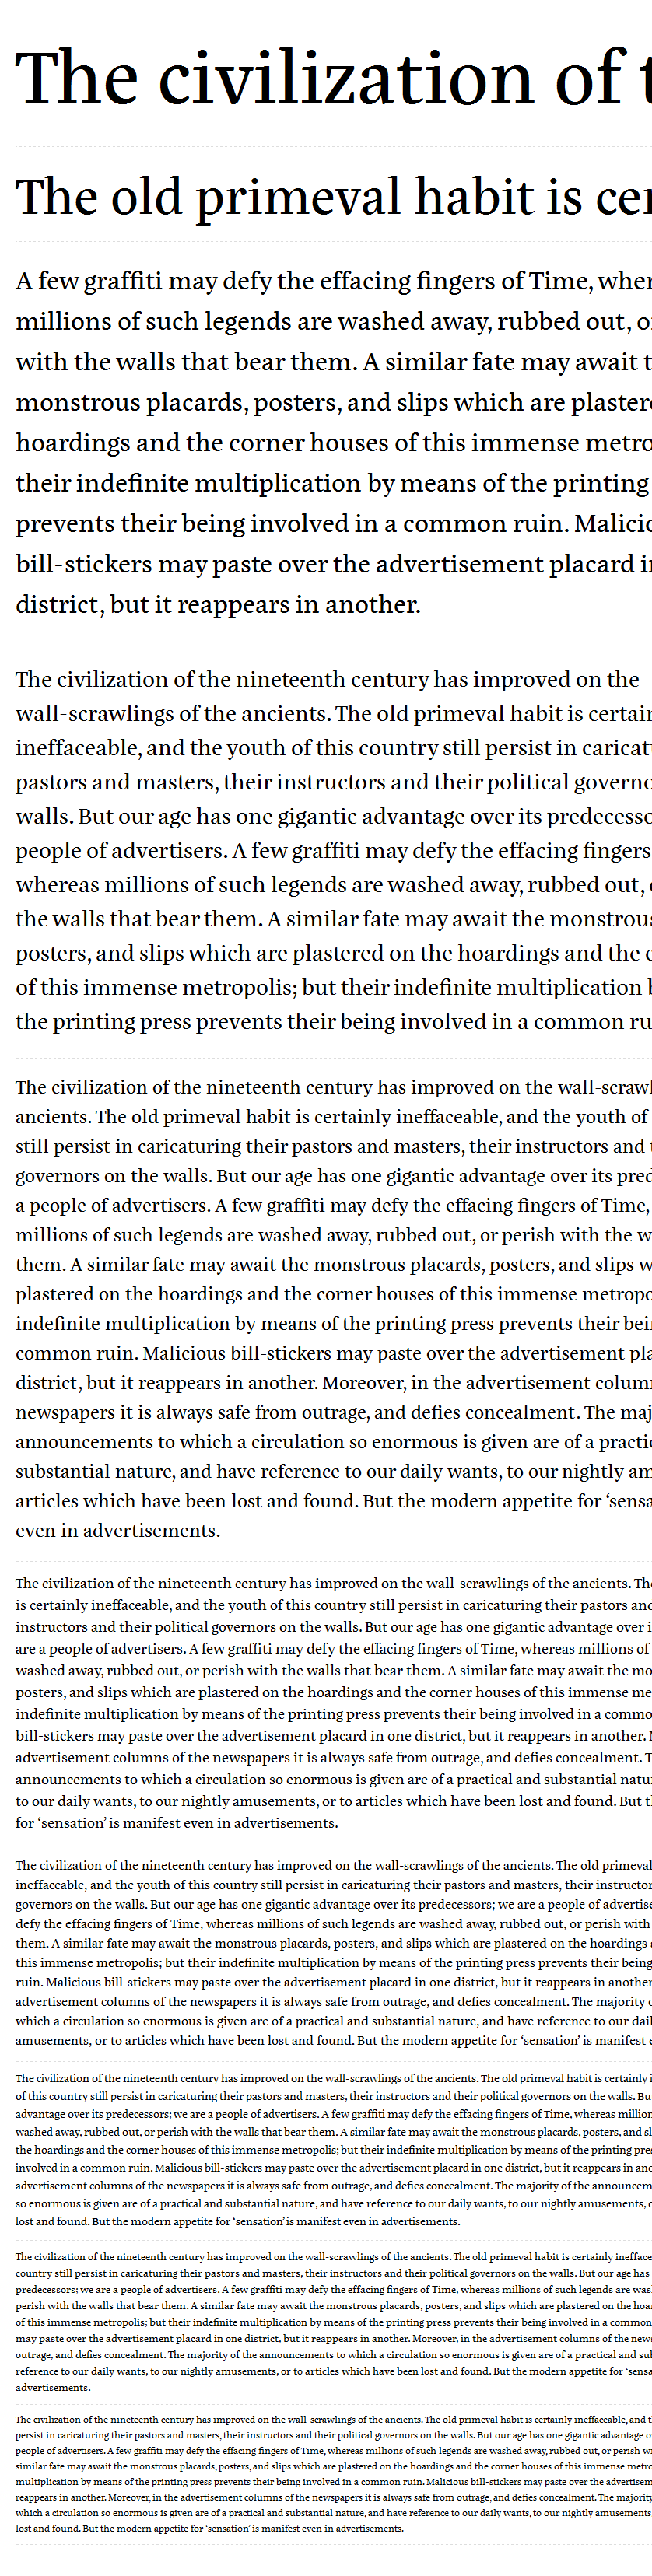 The civilization of t
The old primeval habit is cer
A few graffiti may defy the effacing fingers of Time, wher
millions of such legends are washed away, rubbed out, o
with the walls that bear them. A similar fate may await t
monstrous placards, posters, and slips which are plastere
hoardings and the corner houses of this immense metro
their indefinite multiplication by means of the printing
prevents their being involved in a common ruin. Malicio
bill-stickers may paste over the advertisement placard in
district, but it reappears in another.
The civilization of the nineteenth century has improved on the
wall-scrawlings of the ancients. The old primeval habit is certain
ineffaceable, and the youth of this country still persist in caricatu
pastors and masters, their instructors and their political governo
walls. But our age has one gigantic advantage over its predecesso
people of advertisers. A few graffiti may defy the effacing fingers
whereas millions of such legends are washed away, rubbed out, o
the walls that bear them. A similar fate may await the monstrous
posters, and slips which are plastered on the hoardings and the c
of this immense metropolis; but their indefinite multiplication b
the printing press prevents their being involved in a common ru
The civilization of the nineteenth century has improved on the wall-scrawl
ancients. The old primeval habit is certainly ineffaceable, and the youth of
still persist in caricaturing their pastors and masters, their instructors and t
governors on the walls. But our age has one gigantic advantage over its pred
a people of advertisers. A few graffiti may defy the effacing fingers of Time,
millions of such legends are washed away, rubbed out, or perish with the w
them. A similar fate may await the monstrous placards, posters, and slips w
plastered on the hoardings and the corner houses of this immense metropo
indefinite multiplication by means of the printing press prevents their bein
common ruin. Malicious bill-stickers may paste over the advertisement pla
district, but it reappears in another. Moreover, in the advertisement column
newspapers it is always safe from outrage, and defies concealment. The maj
announcements to which a circulation so enormous is given are of a practic
substantial nature, and have reference to our daily wants, to our nightly am
articles which have been lost and found. But the modern appetite for ‘sensa
even in advertisements.
The civilization of the nineteenth century has improved on the wall-scrawlings of the ancients. The
is certainly ineffaceable, and the youth of this country still persist in caricaturing their pastors and
instructors and their political governors on the walls. But our age has one gigantic advantage over i
are a people of advertisers. A few graffiti may defy the effacing fingers of Time, whereas millions of
washed away, rubbed out, or perish with the walls that bear them. A similar fate may await the mo
posters, and slips which are plastered on the hoardings and the corner houses of this immense me
indefinite multiplication by means of the printing press prevents their being involved in a commo
bill-stickers may paste over the advertisement placard in one district, but it reappears in another. M
advertisement columns of the newspapers it is always safe from outrage, and defies concealment. T
announcements to which a circulation so enormous is given are of a practical and substantial natur
to our daily wants, to our nightly amusements, or to articles which have been lost and found. But th
for ‘sensation’ is manifest even in advertisements.
The civilization of the nineteenth century has improved on the wall-scrawlings of the ancients. The old primeval
ineffaceable, and the youth of this country still persist in caricaturing their pastors and masters, their instructor
governors on the walls. But our age has one gigantic advantage over its predecessors; we are a people of advertise
defy the effacing fingers of Time, whereas millions of such legends are washed away, rubbed out, or perish with
them. A similar fate may await the monstrous placards, posters, and slips which are plastered on the hoardings a
this immense metropolis; but their indefinite multiplication by means of the printing press prevents their being
ruin. Malicious bill-stickers may paste over the advertisement placard in one district, but it reappears in another
advertisement columns of the newspapers it is always safe from outrage, and defies concealment. The majority o
which a circulation so enormous is given are of a practical and substantial nature, and have reference to our dail
amusements, or to articles which have been lost and found. But the modern appetite for ‘sensation’ is manifest e
The civilization of the nineteenth century has improved on the wall-scrawlings of the ancients. The old primeval habit is certainly i
of this country still persist in caricaturing their pastors and masters, their instructors and their political governors on the walls. Bu
advantage over its predecessors; we are a people of advertisers. A few graffiti may defy the effacing fingers of Time, whereas million
washed away, rubbed out, or perish with the walls that bear them. A similar fate may await the monstrous placards, posters, and sl
the hoardings and the corner houses of this immense metropolis; but their indefinite multiplication by means of the printing pres
involved in a common ruin. Malicious bill-stickers may paste over the advertisement placard in one district, but it reappears in ano
advertisement columns of the newspapers it is always safe from outrage, and defies concealment. The majority of the announcem
so enormous is given are of a practical and substantial nature, and have reference to our daily wants, to our nightly amusements, o
lost and found. But the modern appetite for ‘sensation’ is manifest even in advertisements.
The civilization of the nineteenth century has improved on the wall-scrawlings of the ancients. The old primeval habit is certainly inefface
country still persist in caricaturing their pastors and masters, their instructors and their political governors on the walls. But our age has
predecessors; we are a people of advertisers. A few graffiti may defy the effacing fingers of Time, whereas millions of such legends are was
perish with the walls that bear them. A similar fate may await the monstrous placards, posters, and slips which are plastered on the hoar
of this immense metropolis; but their indefinite multiplication by means of the printing press prevents their being involved in a common
may paste over the advertisement placard in one district, but it reappears in another. Moreover, in the advertisement columns of the news
outrage, and defies concealment. The majority of the announcements to which a circulation so enormous is given are of a practical and sub
reference to our daily wants, to our nightly amusements, or to articles which have been lost and found. But the modern appetite for ‘sensa
advertisements.
The civilization of the nineteenth century has improved on the wall-scrawlings of the ancients. The old primeval habit is certainly ineffaceable, and t
persist in caricaturing their pastors and masters, their instructors and their political governors on the walls. But our age has one gigantic advantage o
people of advertisers. A few graffiti may defy the effacing fingers of Time, whereas millions of such legends are washed away, rubbed out, or perish wi
similar fate may await the monstrous placards, posters, and slips which are plastered on the hoardings and the corner houses of this immense metro
multiplication by means of the printing press prevents their being involved in a common ruin. Malicious bill-stickers may paste over the advertisem
reappears in another. Moreover, in the advertisement columns of the newspapers it is always safe from outrage, and defies concealment. The majority
which a circulation so enormous is given are of a practical and substantial nature, and have reference to our daily wants, to our nightly amusements
lost and found. But the modern appetite for ‘sensation’ is manifest even in advertisements.